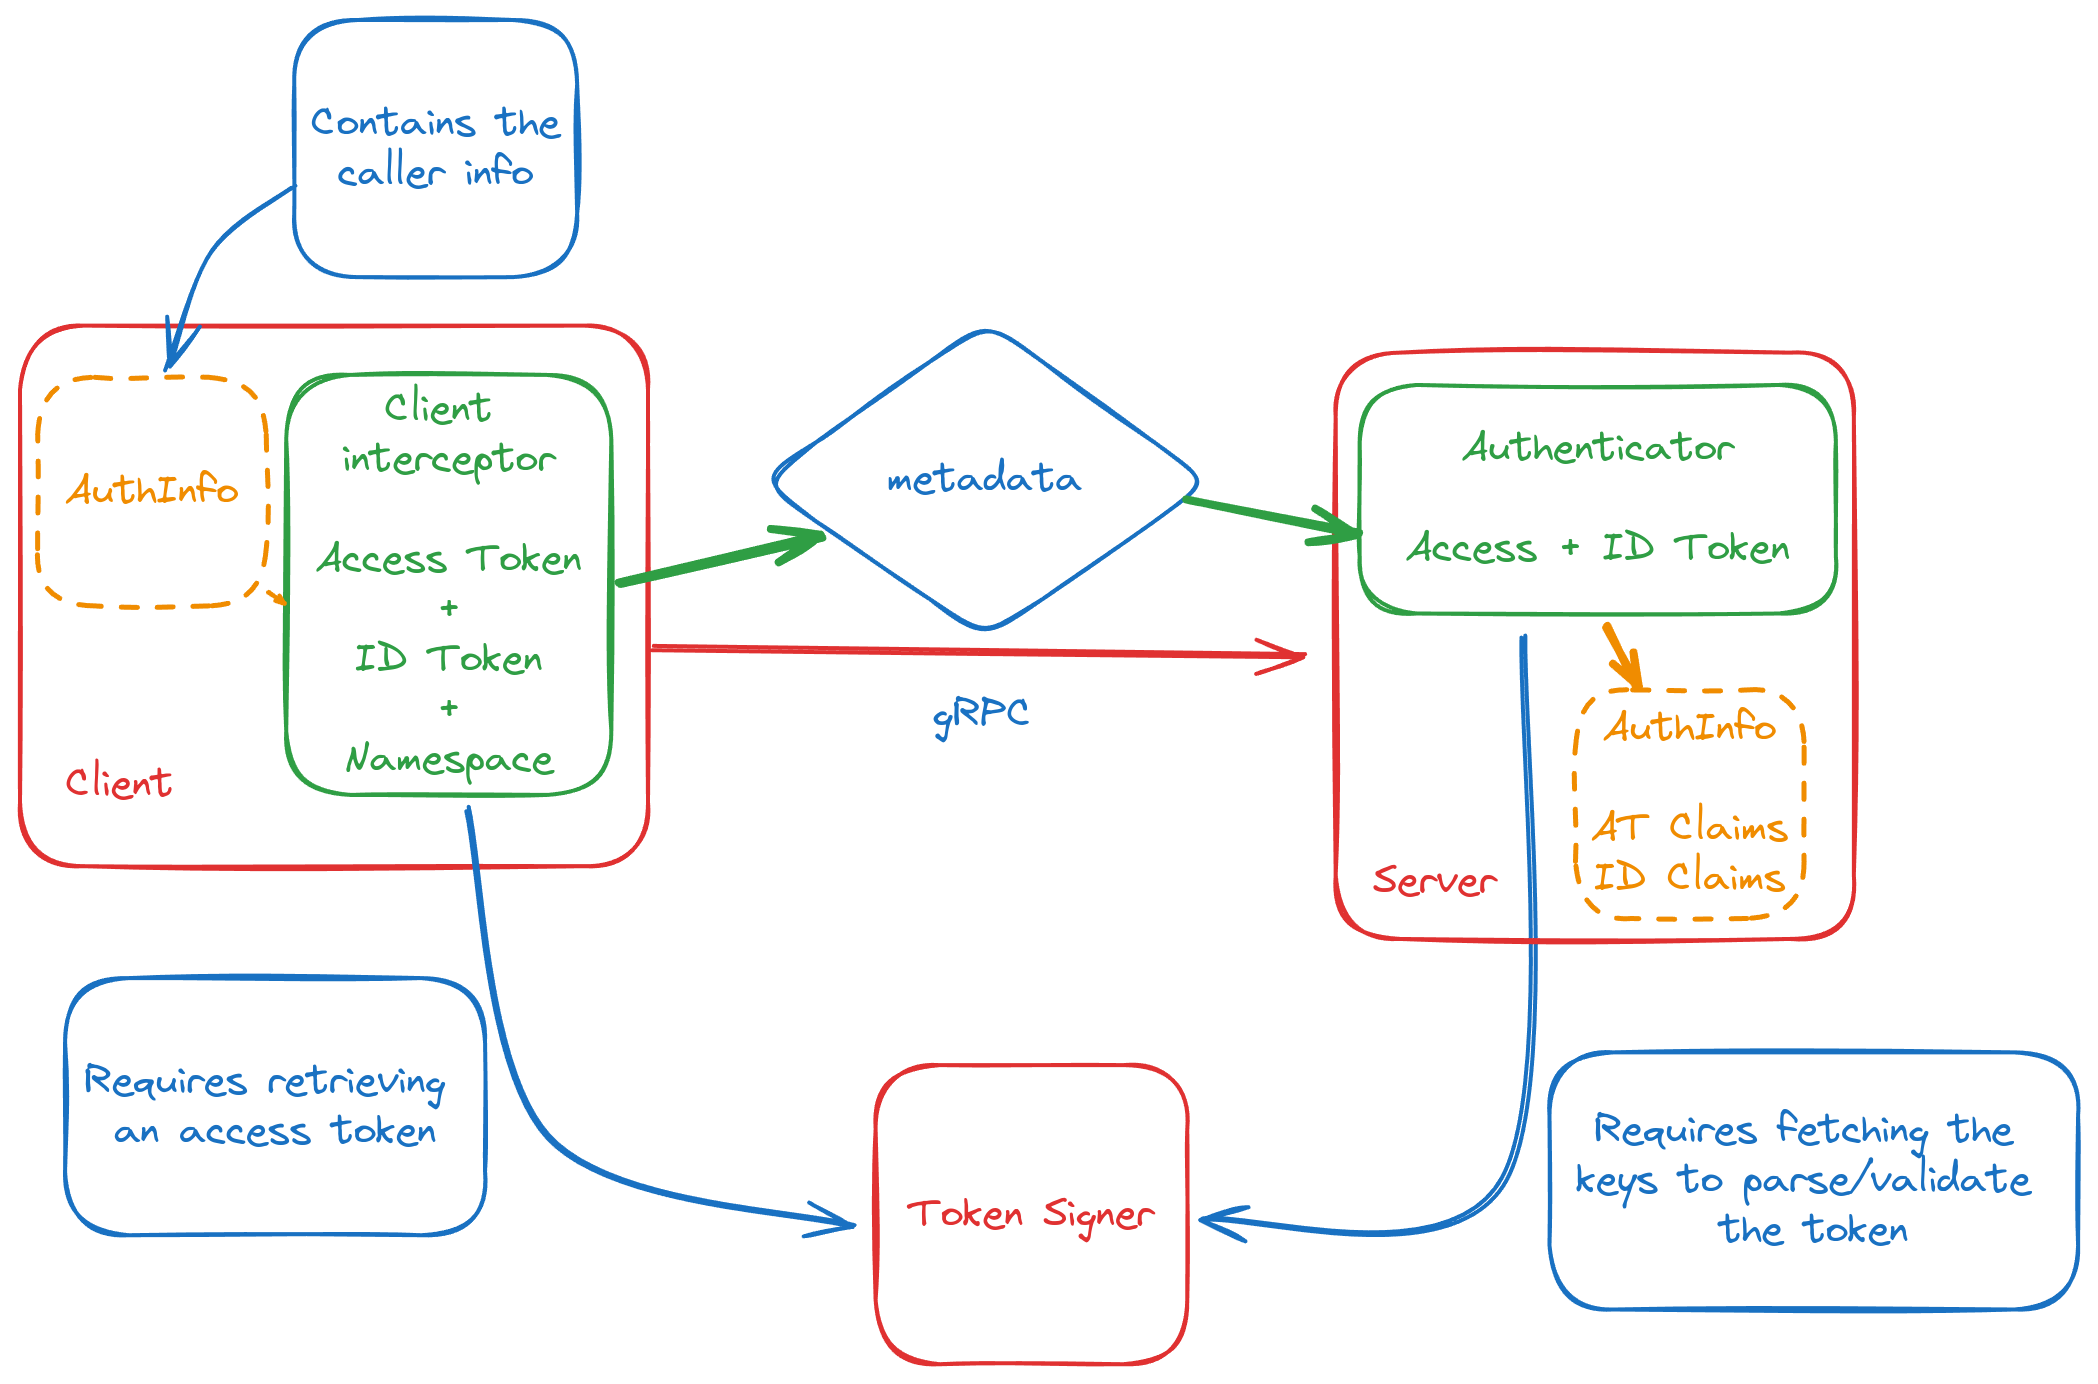 Contains the
caller info
AuthInfo
Client
interceptor
Access Token
+
ID Token
+
Namespace
Client
metadata
gRPC
Authenticator
Access + ID Token
AuthInfo
AT Claims
ID Claims
Server
Requires retrieving
an access token
Token Signer
Requires fetching the
keys to parse/validate
the token